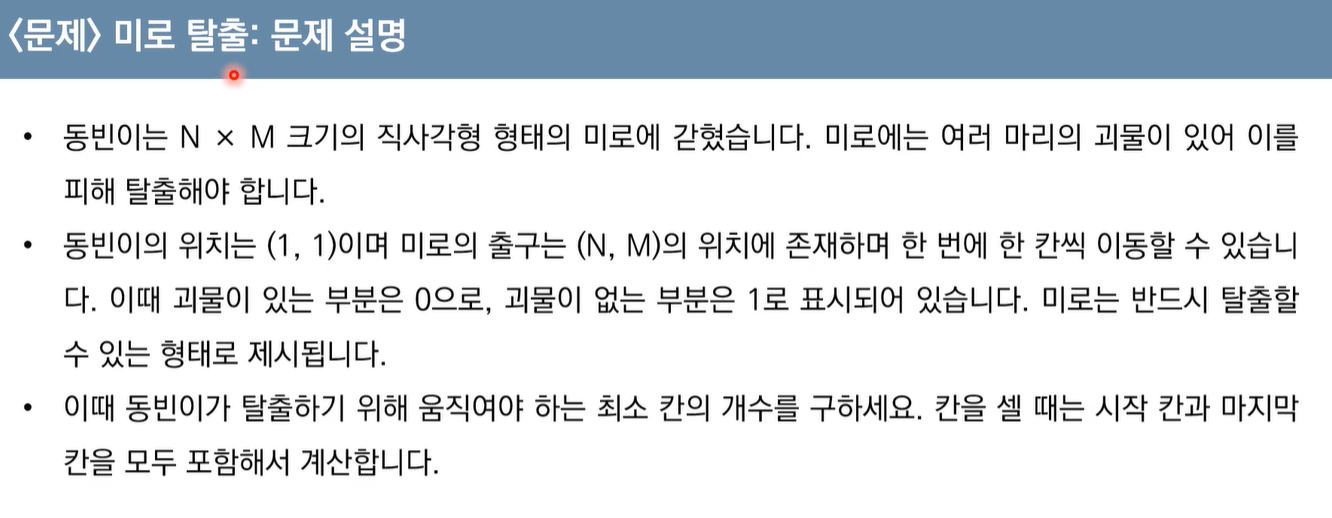 <문제> 미로 탈출: 문제 설명
• 동빈이는 N × M 크기의 직사각형 형태의 미로에 갇혔습니다. 미로에는 여러 마리의 괴물이 있어 이를
피해 탈출해야 합니다.
• 동빈이의 위치는 (1, 1)이며 미로의 출구는 (N, M)의 위치에 존재하며 한 번에 한 칸씩 이동할 수 있습니
다. 이때 괴물이 있는 부분은 0으로, 괴물이 없는 부분은 1로 표시되어 있습니다. 미로는 반드시 탈출할
수 있는 형태로 제시됩니다.
• 이때 동빈이가 탈출하기 위해 움직여야 하는 최소 칸의 개수를 구하세요. 칸을 셀 때는 시작 칸과 마지막
칸을 모두 포함해서 계산합니다.